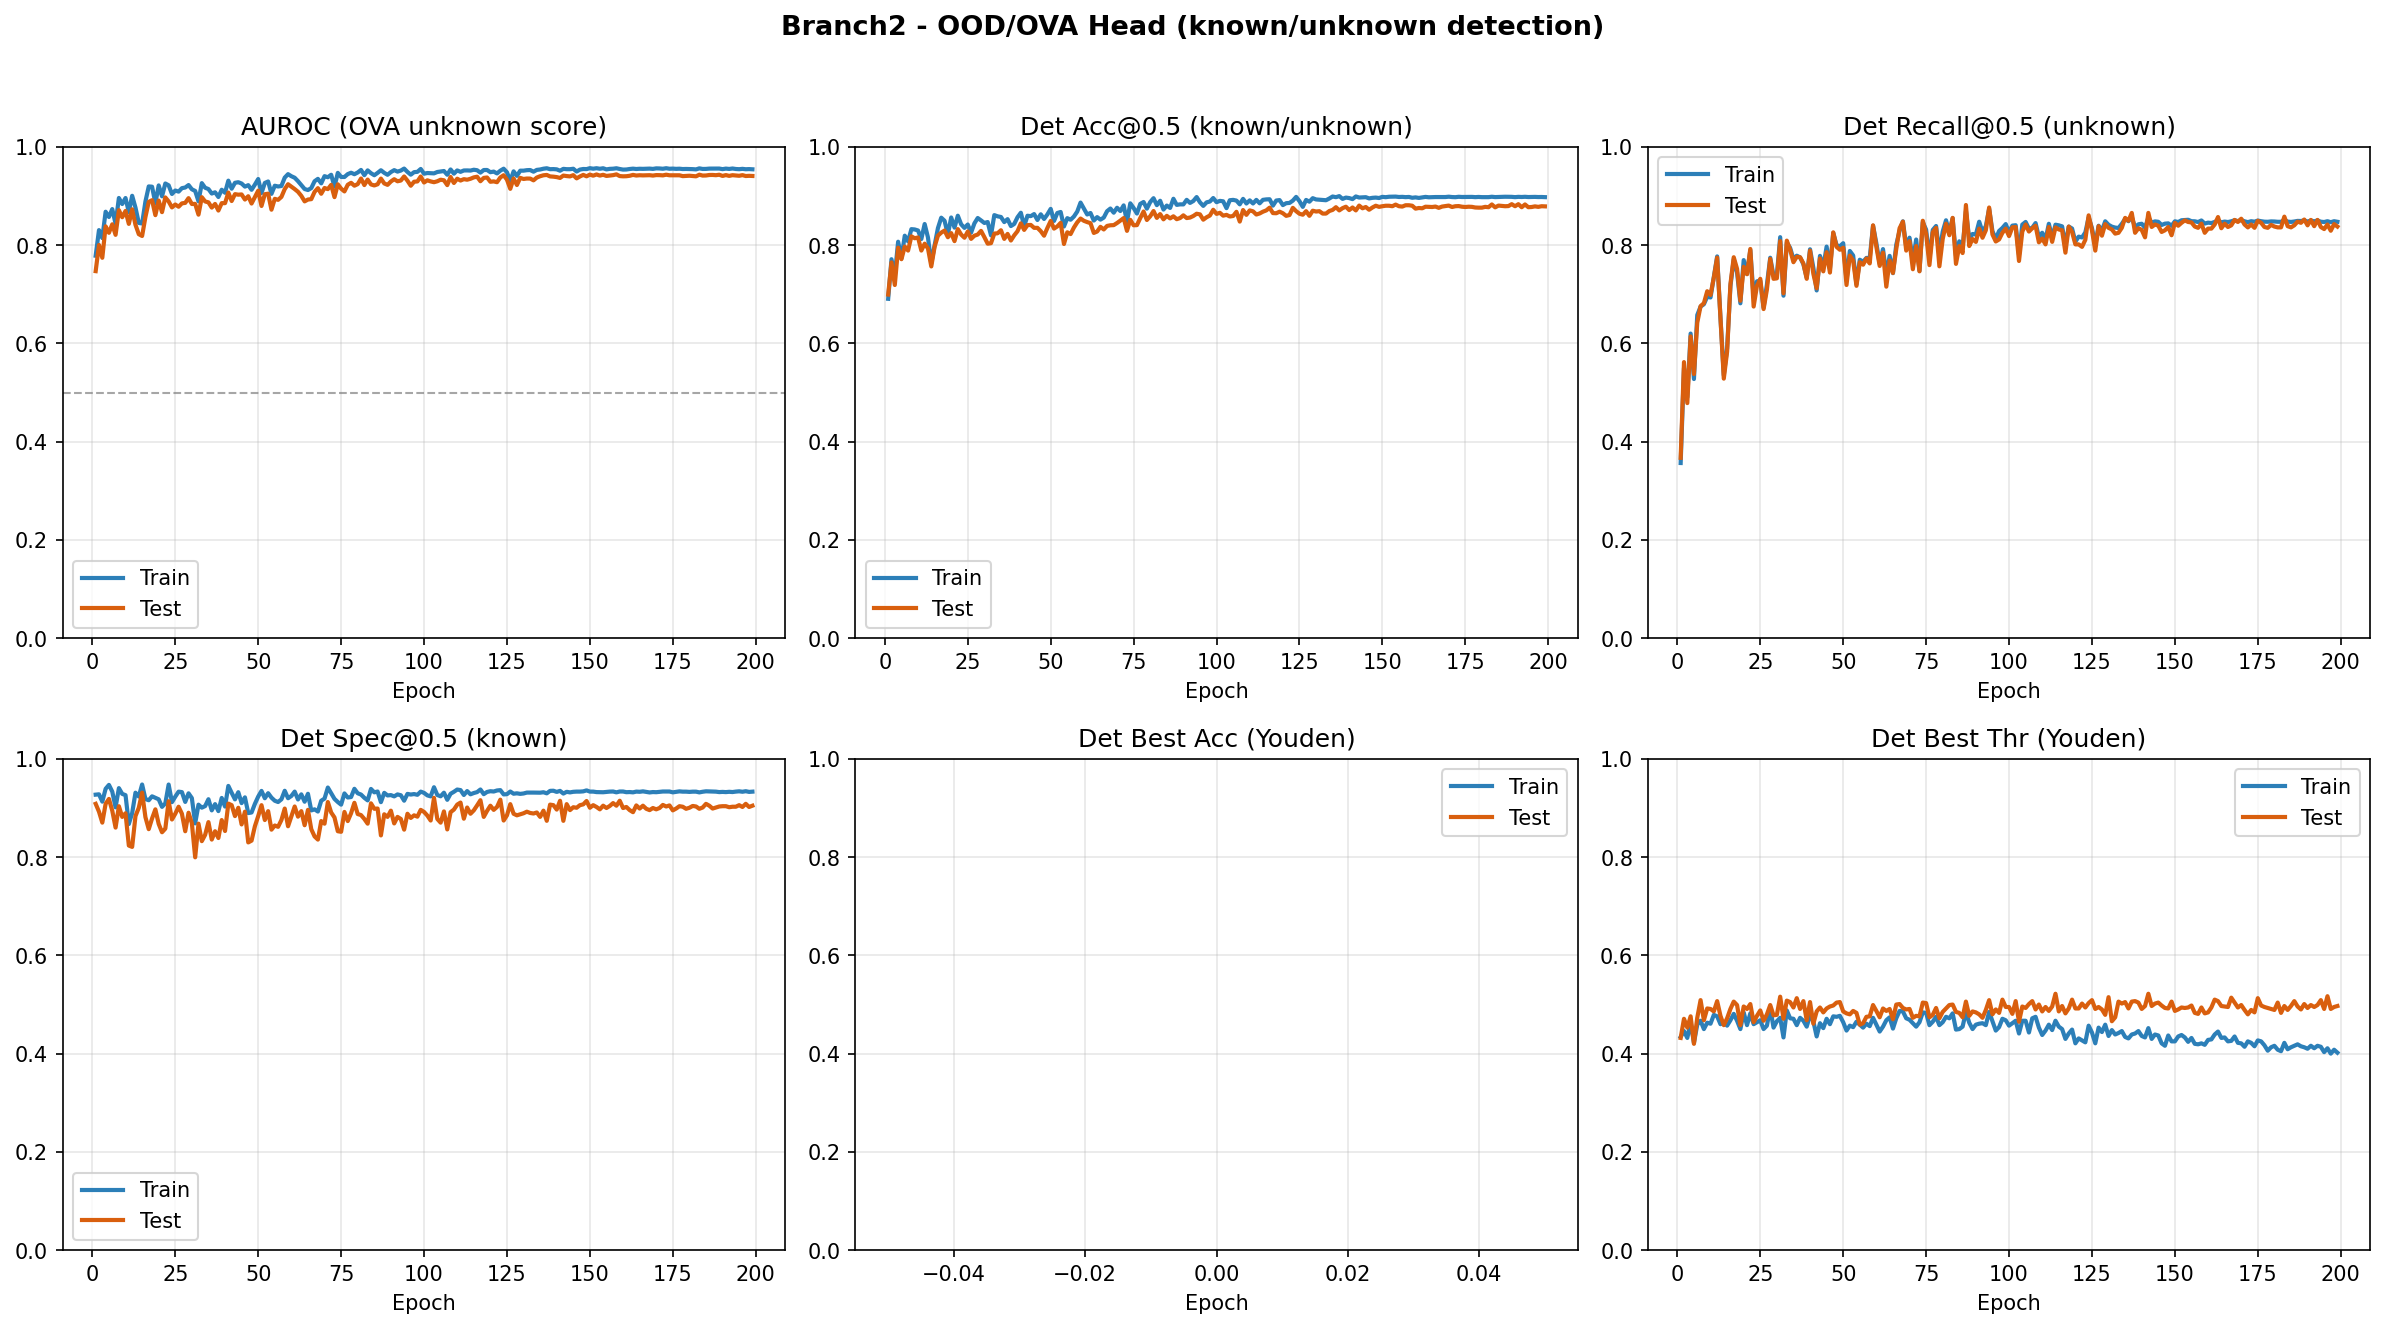 Branch2 - OOD/OVA Head (known/unknown detection)
AUROC (OVA unknown score)
1.0
0.8
0.6
0.4
0.2
0.0
Train
Test
0 25 50 75 100 125 150 175 200
Epoch
Det Acc@0.5 (known/unknown)
1.0
0.8
0.6
0.4
0.2
0.0
Train
Test
0 25 50 75 100 125 150 175 200
Epoch
Det Recall@0.5 (unknown)
1.0
0.8
0.6
0.4
0.2
0.0
Train
Test
0 25 50 75 100 125 150 175 200
Epoch
Det Spec@0.5 (known)
1.0
0.8
0.6
0.4
0.2
0.0
Train
Test
0 25 50 75 100 125 150 175 200
Epoch
Det Best Acc (Youden)
1.0
0.8
0.6
0.4
0.2
0.0
Train
Test
−0.04 −0.02 0.00 0.02 0.04
Epoch
Det Best Thr (Youden)
1.0
0.8
0.6
0.4
0.2
0.0
Train
Test
0 25 50 75 100 125 150 175 200
Epoch